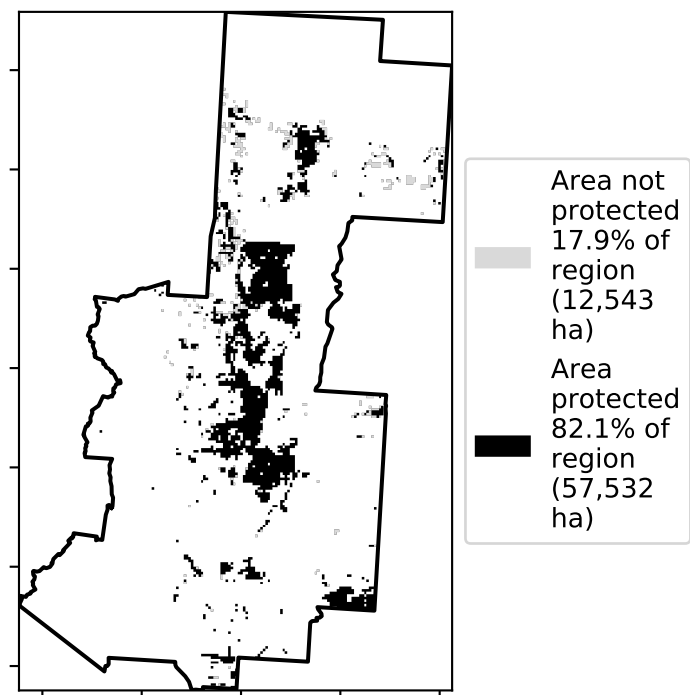 Area not
protected
17.9% of
region
(12,543
ha)
Area
protected
82.1% of
region
(57,532
ha)